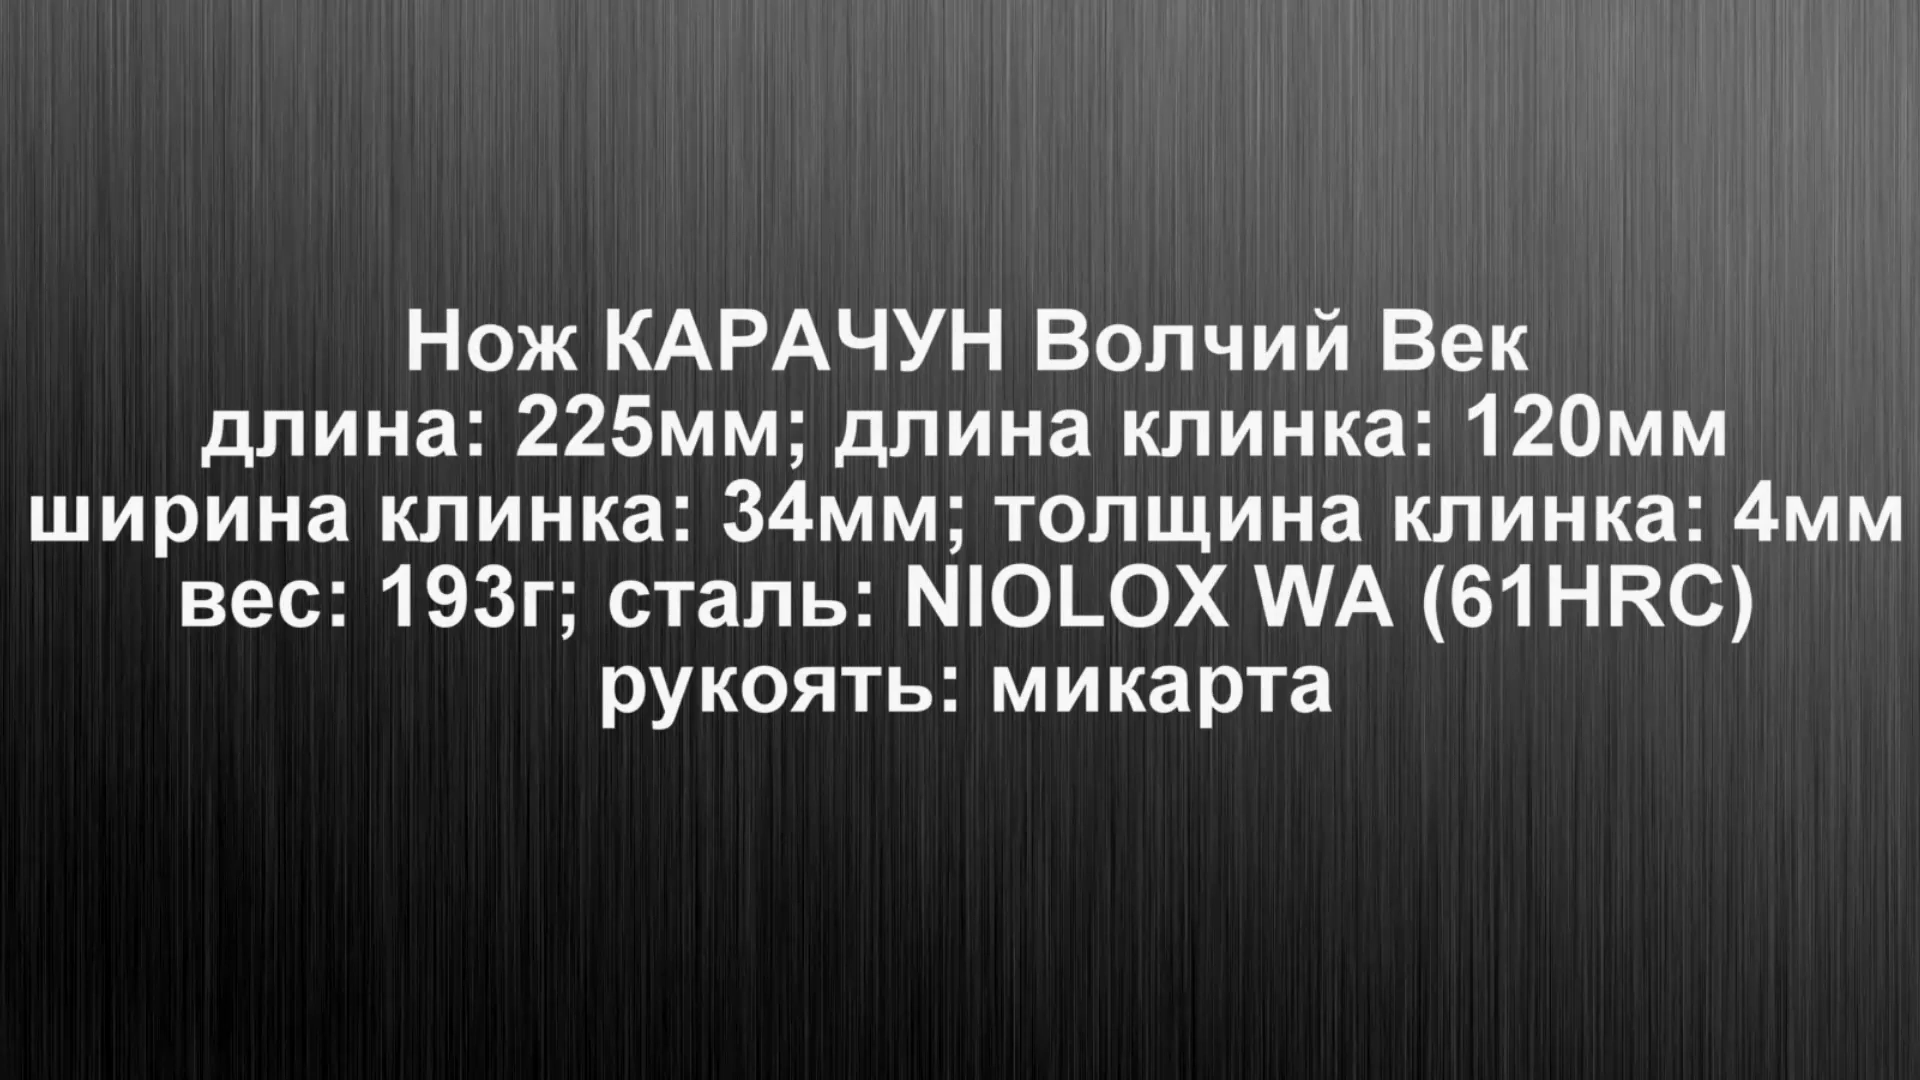 Нож КАРАЧУН Волчий Век
длина: 225мм; длина клинка: 120мм
ширина клинка: 34мм; толщина клинка: 4мм
вес: 193г; сталь: NIOLOX WA (61HRC)
рукоять: микарта